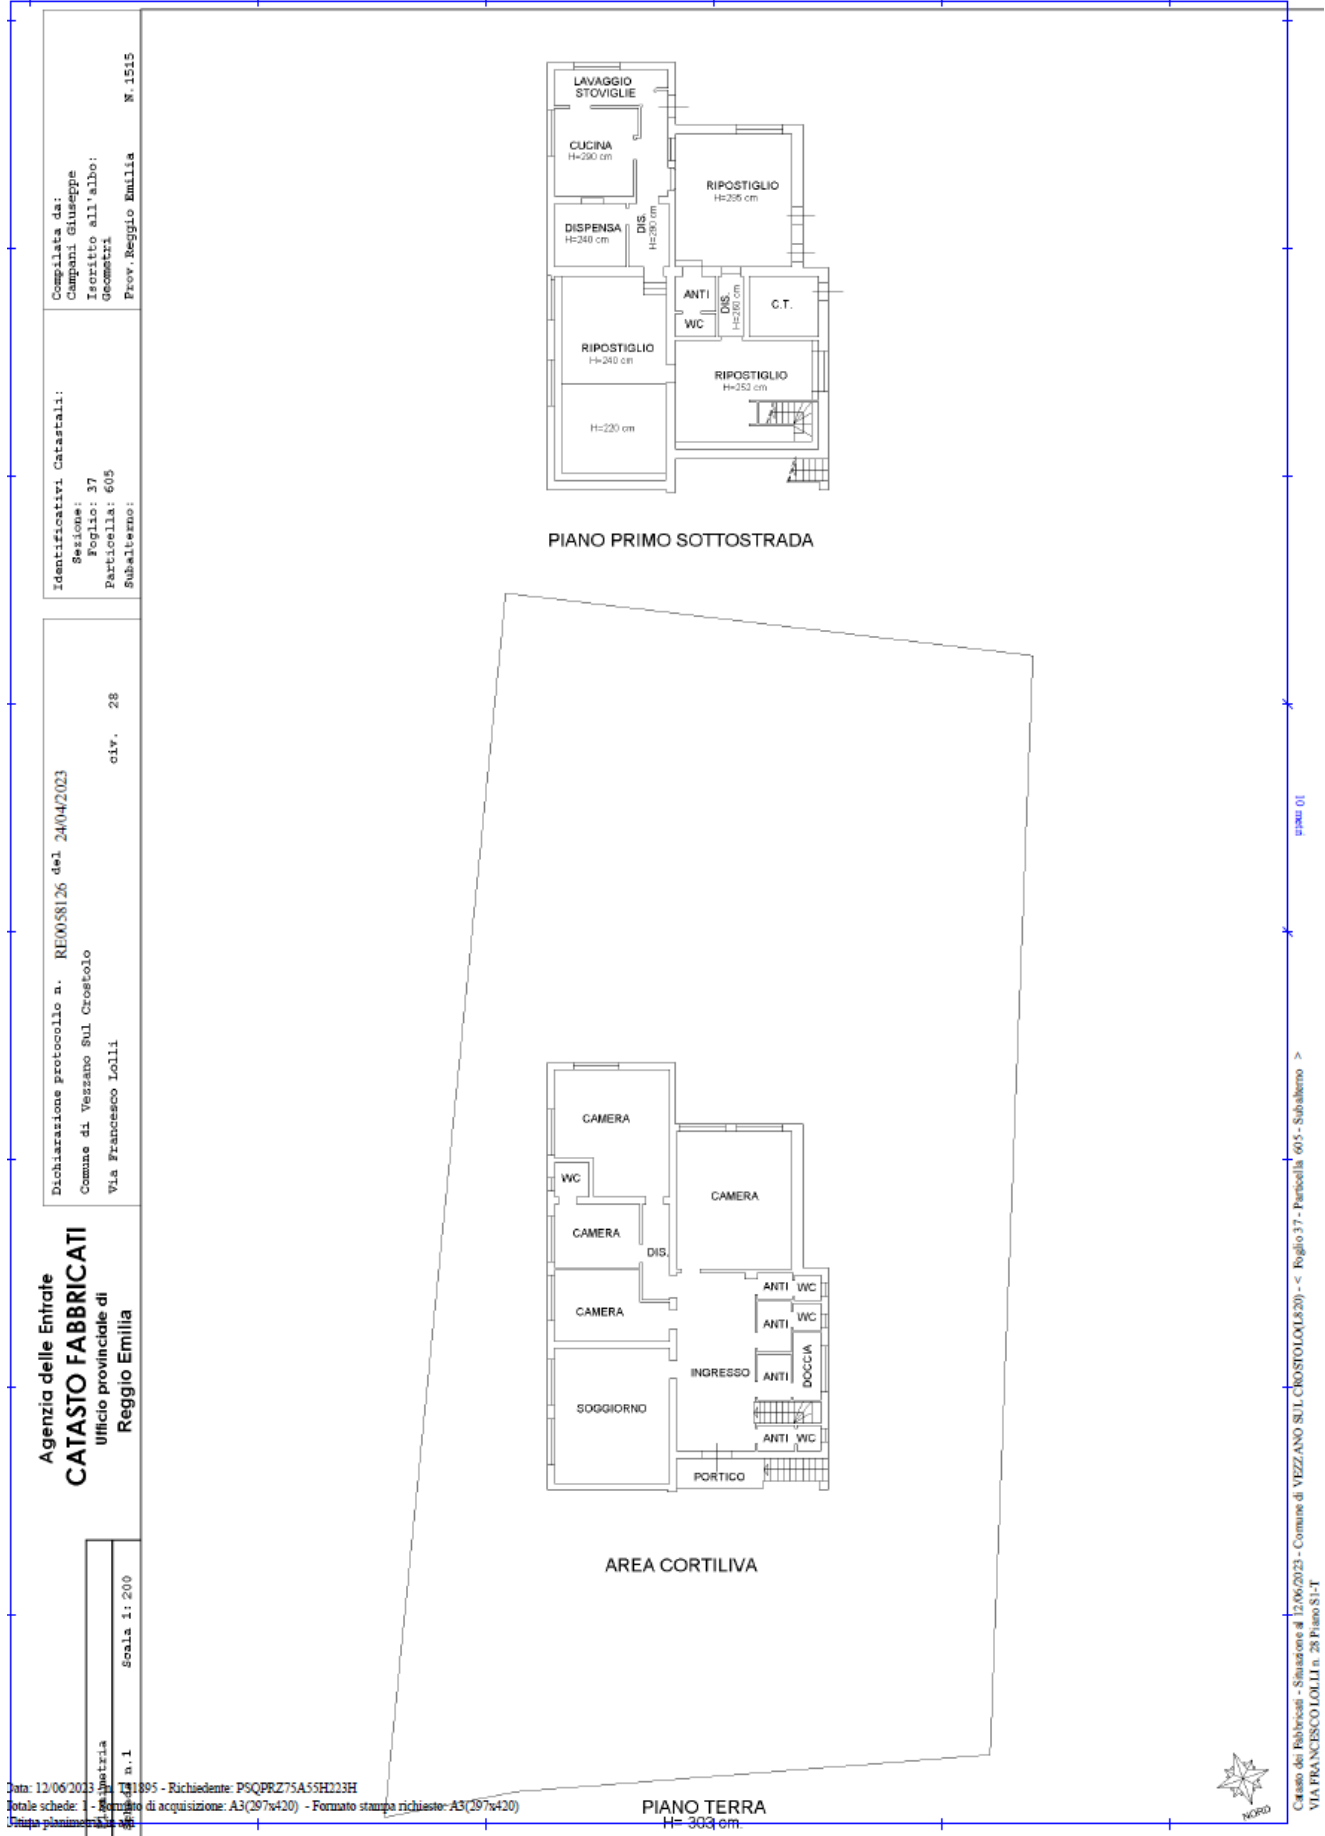 Agenzia delle Entrate
CATASTO FABBRICATI
Ufficio provinciale di
Reggio Emilia
Dichiarazione protocollo n. RE0058126 del 24/04/2023
Comune di Vezzano Sul Crostolo
Via Francesco Lolli civ. 28
Identificativi Catastali:
Sezione:
Foglio: 37
Particella: 605
Subalterno:
Compilata da:
Campani Giuseppe
Iscritto all'albo:
Geometri
Prov. Reggio Emilia N. 1515
n. 1 Scala 1: 200
LAVAGGIO
STOVIGLIE
CUCINA
H=290 cm
RIPOSTIGLIO
H=295 cm
DISPENSA
H=240 cm
DIS.
H=290 cm
ANTI
WC
DIS.
H=260 cm
C.T.
RIPOSTIGLIO
H=240 cm
RIPOSTIGLIO
H=252 cm
H=220 cm
PIANO PRIMO SOTTOSTRADA
CAMERA
WC
CAMERA
CAMERA
DIS.
CAMERA
ANTI WC
ANTI WC
INGRESSO
ANTI
DOCCIA
SOGGIORNO
ANTI WC
PORTICO
AREA CORTILIVA
PIANO TERRA
H= 303 cm.
NORD
10 metri
Catasto dei Fabbricati - Situazione al 12/06/2023 - Comune di VEZZANO SUL CROSTOLO(L820) - < Foglio 37 - Particella 605 - Subalterno >
VIA FRANCESCO LOLLI n. 28 Piano S1-T
Data: 12/06/2023 - n. T31895 - Richiedente: PSQPRZ75A55H223H
Totale schede: 1 - Formato di acquisizione: A3(297x420) - Formato stampa richiesto: A3(297x420)
Ultima planimetria in atti